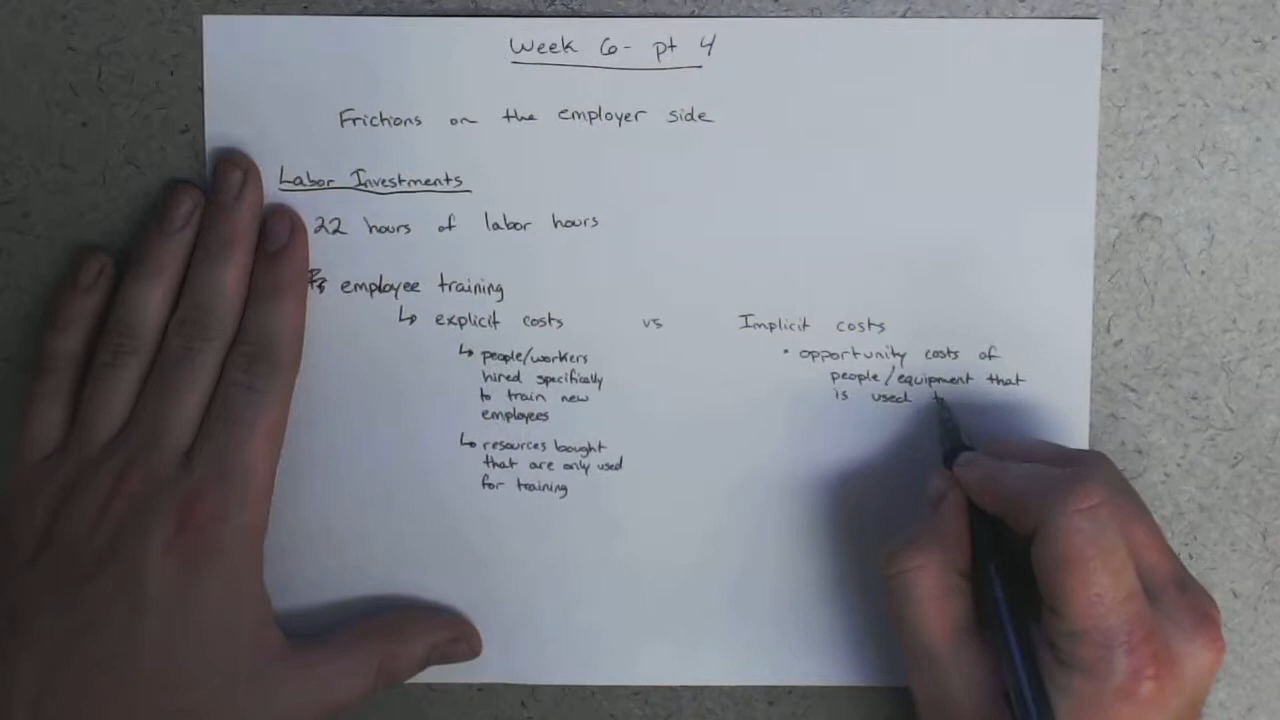 Week 6 - pt 4
Frictions on the employer side
Labor Investments
22 hours of labor hours
employee training
↳ explicit costs vs Implicit costs
↳ people/workers
hired specifically
to train new
employees
↳ resources bought
that are only used
for training
• opportunity costs of
people/equipment that
is used